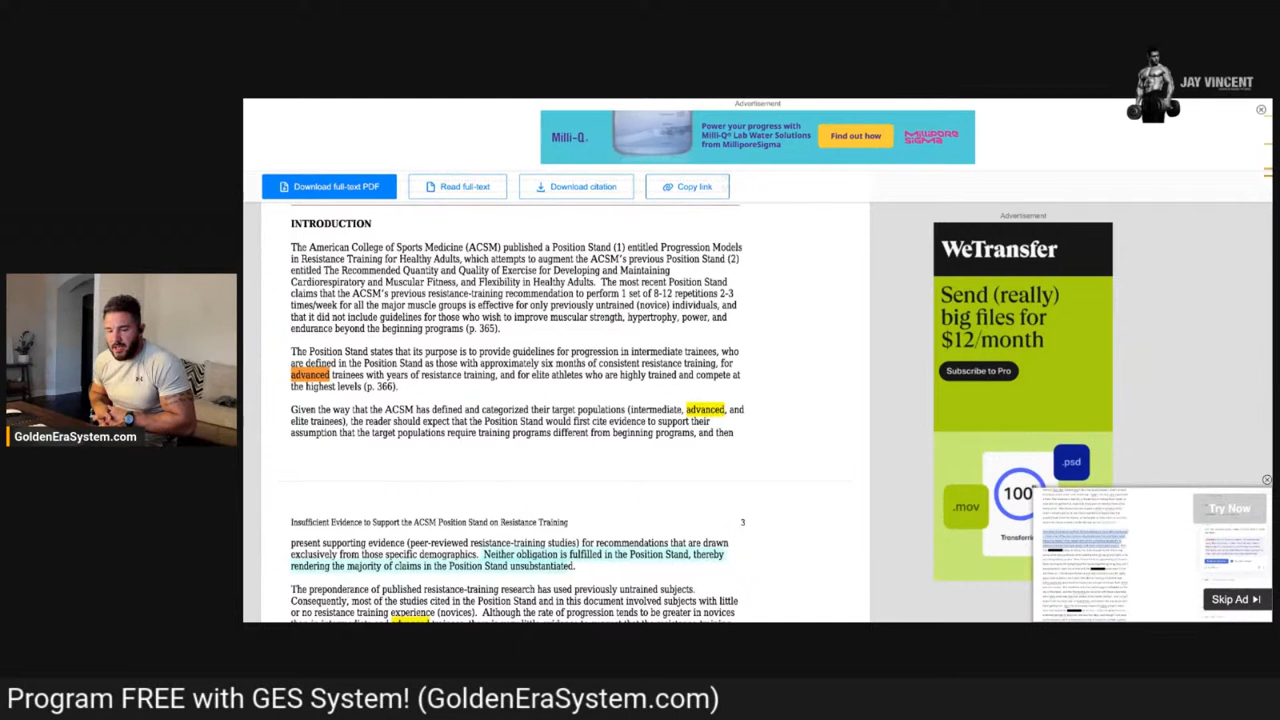 JAY VINCENT
Advertisement
Milli-Q.
Power your progress with
Milli-Q® Lab Water Solutions
from MilliporeSigma
Find out how
MILLIPORE
SIGMA
Download full-text PDF
Read full-text
Download citation
Copy link
INTRODUCTION
The American College of Sports Medicine (ACSM) published a Position Stand (1) entitled Progression Models
in Resistance Training for Healthy Adults, which attempts to augment the ACSM's previous Position Stand (2)
entitled The Recommended Quantity and Quality of Exercise for Developing and Maintaining
Cardiorespiratory and Muscular Fitness, and Flexibility in Healthy Adults. The most recent Position Stand
claims that the ACSM's previous resistance-training recommendation to perform 1 set of 8-12 repetitions 2-3
times/week for all the major muscle groups is effective for only previously untrained (novice) individuals, and
that it did not include guidelines for those who wish to improve muscular strength, hypertrophy, power, and
endurance beyond the beginning programs (p. 365).
The Position Stand states that its purpose is to provide guidelines for progression in intermediate trainees, who
are defined in the Position Stand as those with approximately six months of consistent resistance training, for
advanced trainees with years of resistance training, and for elite athletes who are highly trained and compete at
the highest levels (p. 366).
Given the way that the ACSM has defined and categorized their target populations (intermediate, advanced, and
elite trainees), the reader should expect that the Position Stand would first cite evidence to support their
assumption that the target populations require training programs different from beginning programs, and then
Insufficient Evidence to Support ACSM Position Stand on Resistance Training 3
present supporting
resistance-training studies) for recommendations that are drawn
exclusively from those specific demographics. Neither obligation is fulfilled in the Position Stand, thereby
rendering the majority of claims in the Position Stand unsubstantiated.
The preponderance of the existing resistance-training research has used previously untrained subjects.
Consequently, most of the studies cited in the Position Stand and in this document involved subjects with little
or no resistance training experience (novices). Although the rate of progression tends to be greater in novices
Advertisement
WeTransfer
Send (really)
big files for
$12/month
Subscribe to Pro
.psd
100
.mov
Try Now
Skip Ad
GoldenEraSystem.com
Program FREE with GES System! (GoldenEraSystem.com)